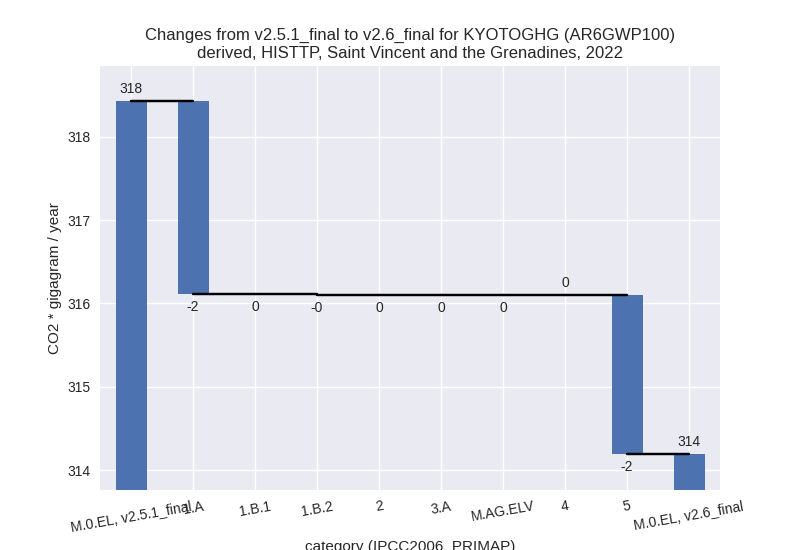 Changes from v2.5.1_final to v2.6_final for KYOTOGHG (AR6GWP100)
derived, HISTTP, Saint Vincent and the Grenadines, 2022
318
318
317
316
315
314
CO2 * gigagram / year
-2
0
-0
0
0
0
0
-2
314
M.0.EL, v2.5.1_final
1.A
1.B.1
1.B.2
2
3.A
M.AG.ELV
4
5
M.0.EL, v2.6_final
category (IPCC2006_PRIMAP)